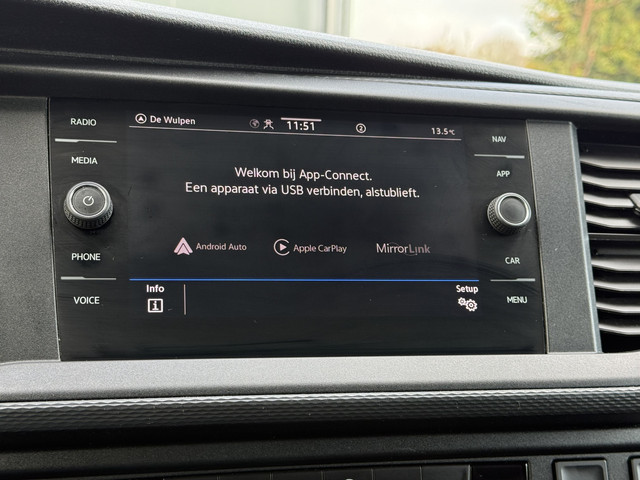 RADIO
MEDIA
PHONE
VOICE
De Wulpen 11:51 2 13.5°C
Welkom bij App-Connect.
Een apparaat via USB verbinden, alstublieft.
Android Auto Apple CarPlay MirrorLink
Info Setup
NAV
APP
CAR
MENU